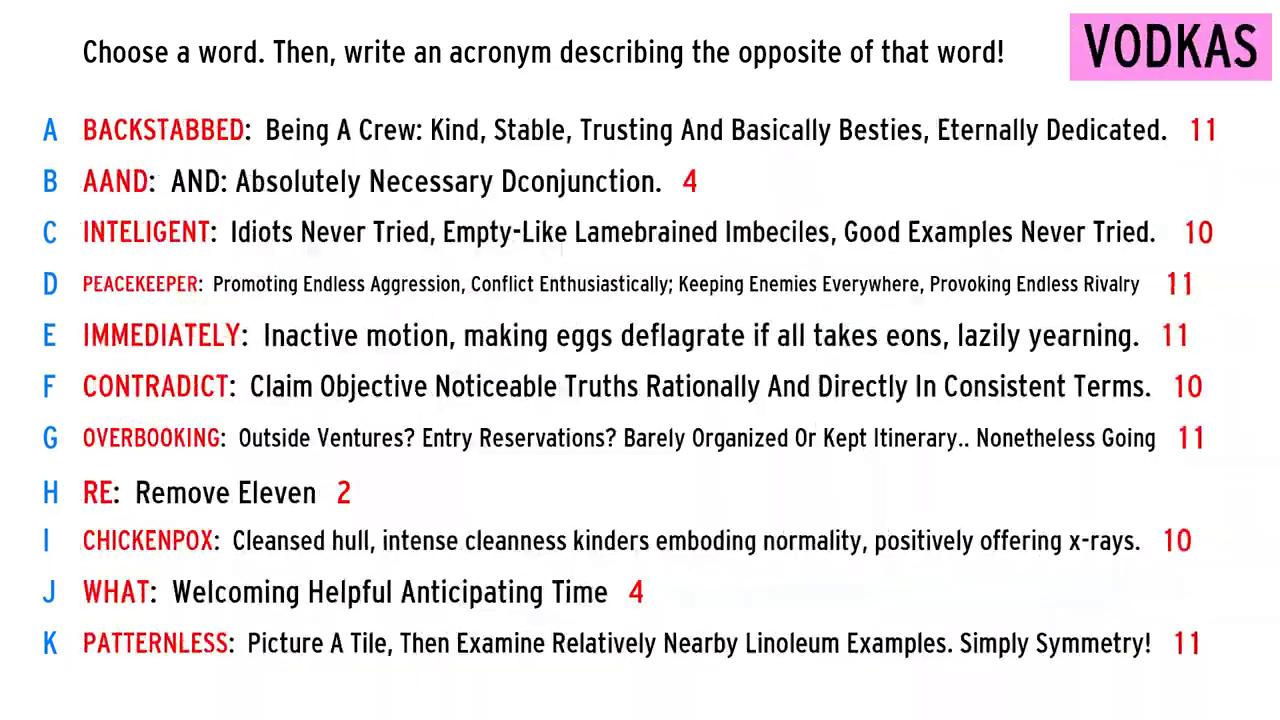 Choose a word. Then, write an acronym describing the opposite of that word! VODKAS
A BACKSTABBED: Being A Crew: Kind, Stable, Trusting And Basically Besties, Eternally Dedicated. 11
B AAND: AND: Absolutely Necessary Dconjunction. 4
C INTELIGENT: Idiots Never Tried, Empty-Like Lamebrained Imbeciles, Good Examples Never Tried. 10
D PEACEKEEPER: Promoting Endless Aggression, Conflict Enthusiastically; Keeping Enemies Everywhere, Provoking Endless Rivalry 11
E IMMEDIATELY: Inactive motion, making eggs deflagrate if all takes eons, lazily yearning. 11
F CONTRADICT: Claim Objective Noticeable Truths Rationally And Directly In Consistent Terms. 10
G OVERBOOKING: Outside Ventures? Entry Reservations? Barely Organized Or Kept Itinerary.. Nonetheless Going 11
H RE: Remove Eleven 2
I CHICKENPOX: Cleansed hull, intense cleanness kinders emboding normality, positively offering x-rays. 10
J WHAT: Welcoming Helpful Anticipating Time 4
K PATTERNLESS: Picture A Tile, Then Examine Relatively Nearby Linoleum Examples. Simply Symmetry! 11